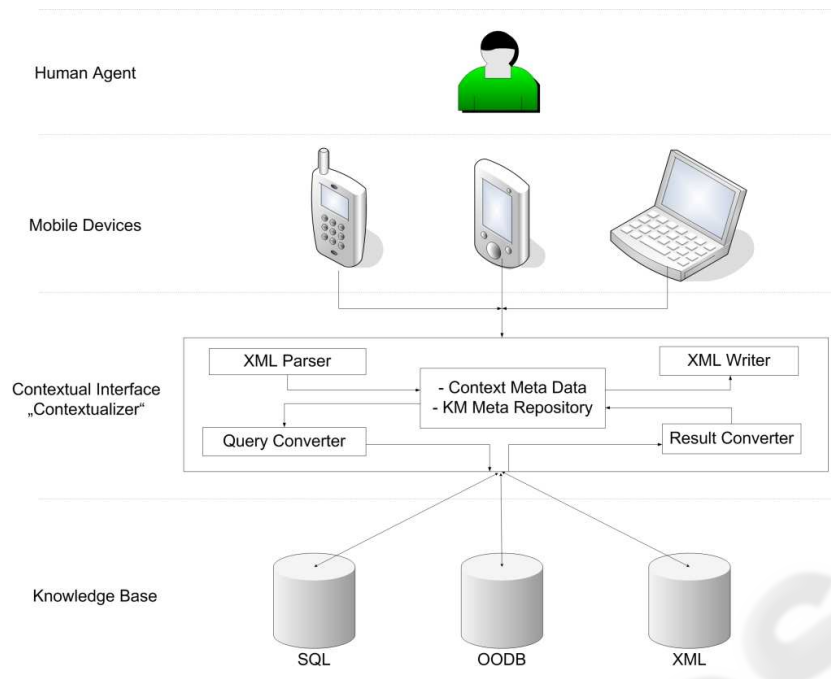 Human Agent
Mobile Devices
Contextual Interface
„Contextualizer“
XML Parser
XML Writer
- Context Meta Data
- KM Meta Repository
Query Converter
Result Converter
Knowledge Base
SQL
OODB
XML